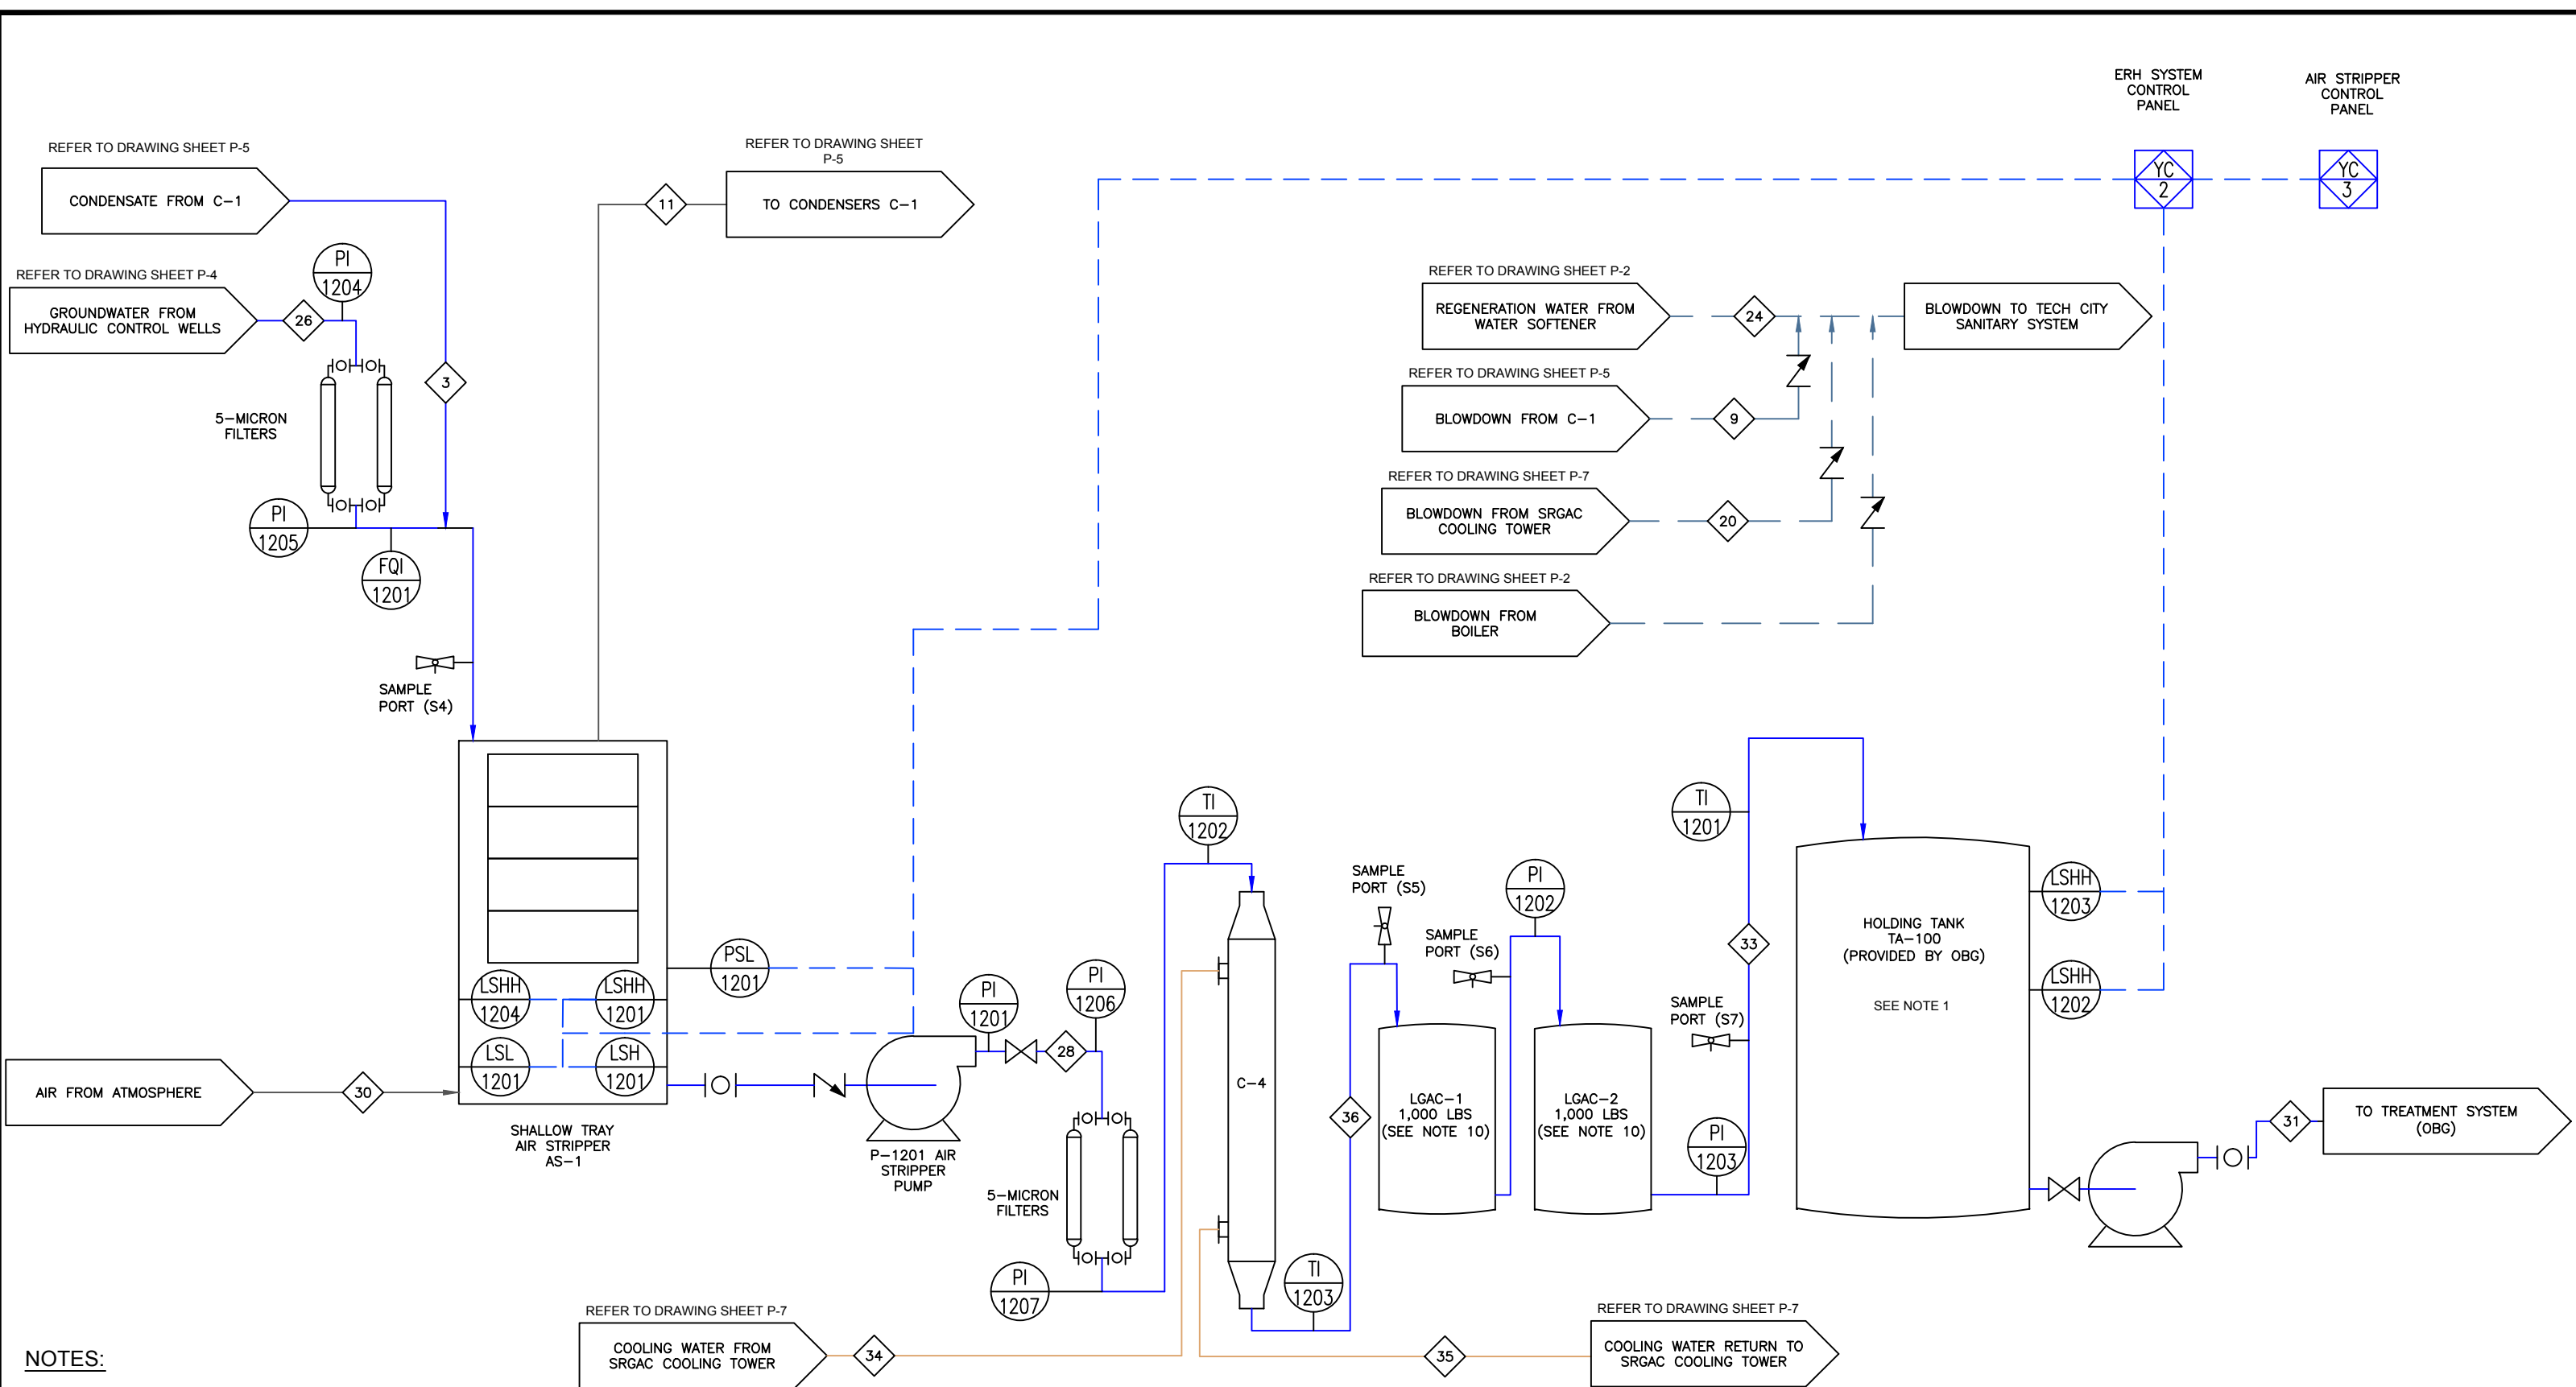 ERH SYSTEM
CONTROL
PANEL
AIR STRIPPER
CONTROL
PANEL
YC
2
YC
3
REFER TO DRAWING SHEET P-5
CONDENSATE FROM C-1
REFER TO DRAWING SHEET
P-5
11
TO CONDENSERS C-1
REFER TO DRAWING SHEET P-4
GROUNDWATER FROM
HYDRAULIC CONTROL WELLS
26
PI
1204
3
5-MICRON
FILTERS
PI
1205
FQI
1201
SAMPLE
PORT (S4)
REFER TO DRAWING SHEET P-2
REGENERATION WATER FROM
WATER SOFTENER
24
BLOWDOWN TO TECH CITY
SANITARY SYSTEM
REFER TO DRAWING SHEET P-5
BLOWDOWN FROM C-1
9
REFER TO DRAWING SHEET P-7
BLOWDOWN FROM SRGAC
COOLING TOWER
20
REFER TO DRAWING SHEET P-2
BLOWDOWN FROM
BOILER
PSL
1201
LSHH
1204
LSHH
1201
LSL
1201
LSH
1201
AIR FROM ATMOSPHERE
30
SHALLOW TRAY
AIR STRIPPER
AS-1
P-1201 AIR
STRIPPER
PUMP
PI
1201
28
PI
1206
5-MICRON
FILTERS
PI
1207
TI
1202
C-4
TI
1203
36
SAMPLE
PORT (S5)
SAMPLE
PORT (S6)
PI
1202
LGAC-1
1,000 LBS
(SEE NOTE 10)
LGAC-2
1,000 LBS
(SEE NOTE 10)
PI
1203
SAMPLE
PORT (S7)
33
TI
1201
HOLDING TANK
TA-100
(PROVIDED BY OBG)
SEE NOTE 1
LSHH
1203
LSHH
1202
31
TO TREATMENT SYSTEM
(OBG)
REFER TO DRAWING SHEET P-7
COOLING WATER FROM
SRGAC COOLING TOWER
34
35
REFER TO DRAWING SHEET P-7
COOLING WATER RETURN TO
SRGAC COOLING TOWER
NOTES: